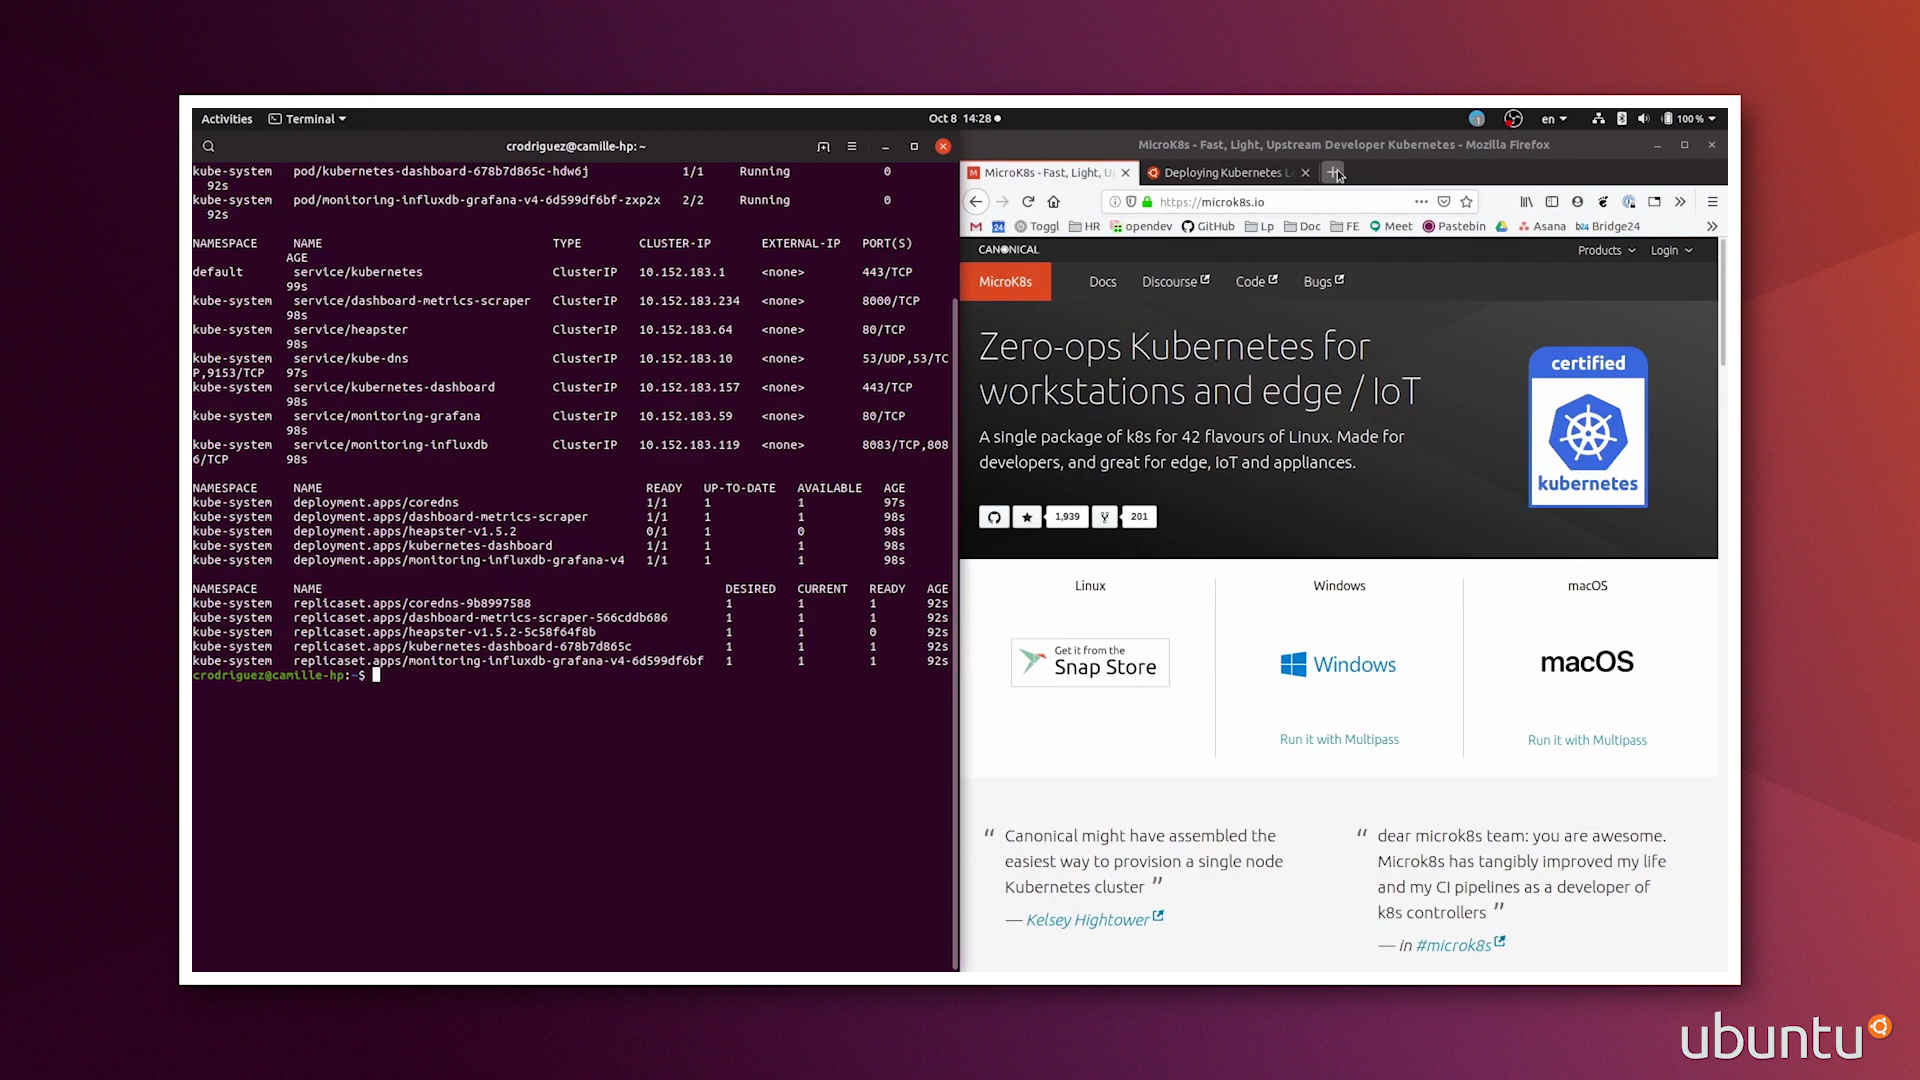 Activities Terminal Oct 8 14:28 en 100 %
crodriguez@camille-hp: ~
kube-system pod/kubernetes-dashboard-678b7d865c-hdw6j 1/1 Running 0
92s
kube-system pod/monitoring-influxdb-grafana-v4-6d599df6bf-zxp2x 2/2 Running 0
92s
NAMESPACE NAME TYPE CLUSTER-IP EXTERNAL-IP PORT(S)
AGE
default service/kubernetes ClusterIP 10.152.183.1 <none> 443/TCP
99s
kube-system service/dashboard-metrics-scraper ClusterIP 10.152.183.234 <none> 8000/TCP
98s
kube-system service/heapster ClusterIP 10.152.183.64 <none> 80/TCP
98s
kube-system service/kube-dns ClusterIP 10.152.183.10 <none> 53/UDP,53/TC
P,9153/TCP 97s
kube-system service/kubernetes-dashboard ClusterIP 10.152.183.157 <none> 443/TCP
98s
kube-system service/monitoring-grafana ClusterIP 10.152.183.59 <none> 80/TCP
98s
kube-system service/monitoring-influxdb ClusterIP 10.152.183.119 <none> 8083/TCP,808
6/TCP 98s
NAMESPACE NAME READY UP-TO-DATE AVAILABLE AGE
kube-system deployment.apps/coredns 1/1 1 1 97s
kube-system deployment.apps/dashboard-metrics-scraper 1/1 1 1 98s
kube-system deployment.apps/heapster-v1.5.2 0/1 1 0 98s
kube-system deployment.apps/kubernetes-dashboard 1/1 1 1 98s
kube-system deployment.apps/monitoring-influxdb-grafana-v4 1/1 1 1 98s
NAMESPACE NAME DESIRED CURRENT READY AGE
kube-system replicaset.apps/coredns-9b8997588 1 1 1 92s
kube-system replicaset.apps/dashboard-metrics-scraper-566cddb686 1 1 1 92s
kube-system replicaset.apps/heapster-v1.5.2-5c58f64f8b 1 1 0 92s
kube-system replicaset.apps/kubernetes-dashboard-678b7d865c 1 1 1 92s
kube-system replicaset.apps/monitoring-influxdb-grafana-v4-6d599df6bf 1 1 1 92s
crodriguez@camille-hp:~$
MicroK8s - Fast, Light, Upstream Developer Kubernetes - Mozilla Firefox
MicroK8s - Fast, Light, U Deploying Kubernetes L
https://microk8s.io
Toggl HR opendev GitHub Lp Doc FE Meet Pastebin Asana b24 Bridge24
CANONICAL Products Login
MicroK8s Docs Discourse Code Bugs
Zero-ops Kubernetes for
workstations and edge / IoT
A single package of k8s for 42 flavours of Linux. Made for
developers, and great for edge, IoT and appliances.
certified
kubernetes
1,939 201
Linux Windows macOS
Get it from the
Snap Store
Windows
macOS
Run it with Multipass Run it with Multipass
“ Canonical might have assembled the
easiest way to provision a single node
Kubernetes cluster ”
— Kelsey Hightower
“ dear microk8s team: you are awesome.
Microk8s has tangibly improved my life
and my CI pipelines as a developer of
k8s controllers ”
— in #microk8s
ubuntu